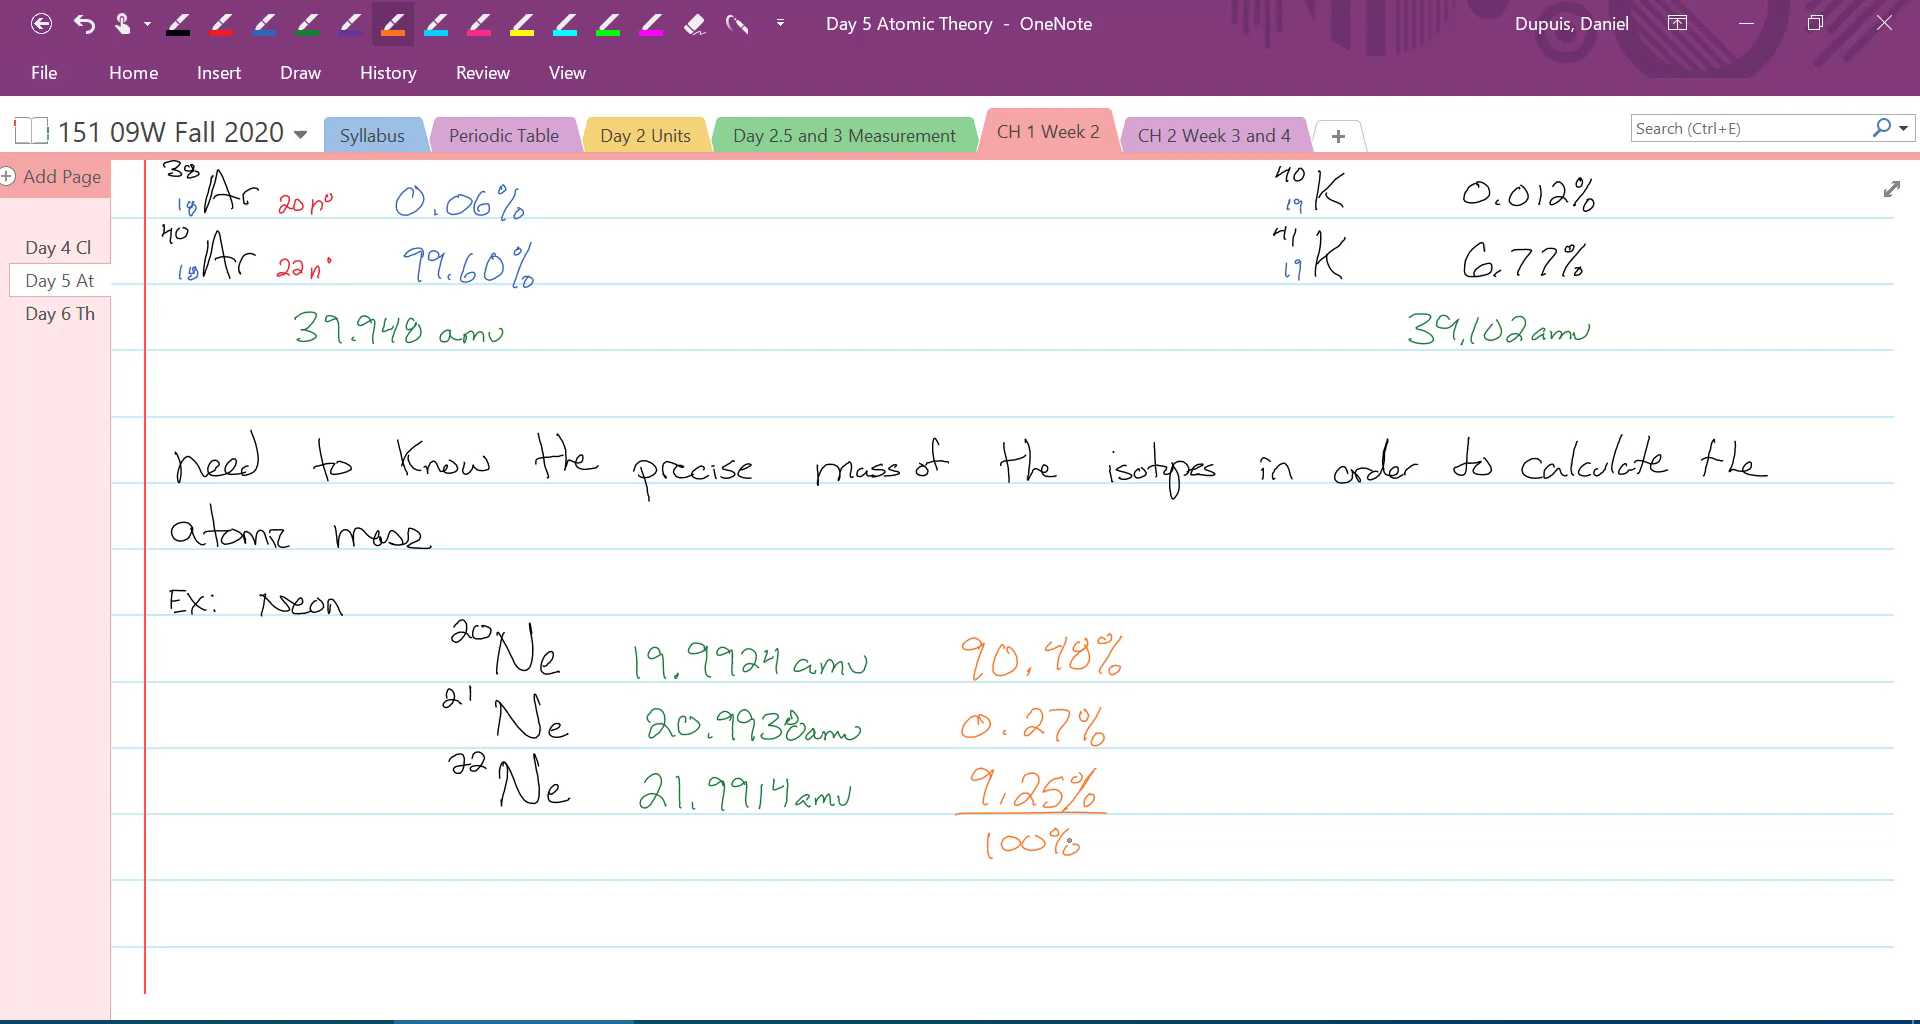 Day 5 Atomic Theory - OneNote
Dupuis, Daniel
File Home Insert Draw History Review View
151 09W Fall 2020
Syllabus Periodic Table Day 2 Units Day 2.5 and 3 Measurement CH 1 Week 2 CH 2 Week 3 and 4 +
Search (Ctrl+E)
Add Page
Day 4 Cl
Day 5 At
Day 6 Th
38 18 Ar 20 n° 0.06% 40 19 K 0.012%
40 18 Ar 22 n° 99.60% 41 19 K 6.77%
39.948 amu 39.102 amu
need to know the precise mass of the isotopes in order to calculate the
atomic mass
Ex: Neon
20 Ne 19.9924 amu 90.48%
21 Ne 20.9938 amu 0.27%
22 Ne 21.9914 amu 9.25%
100%